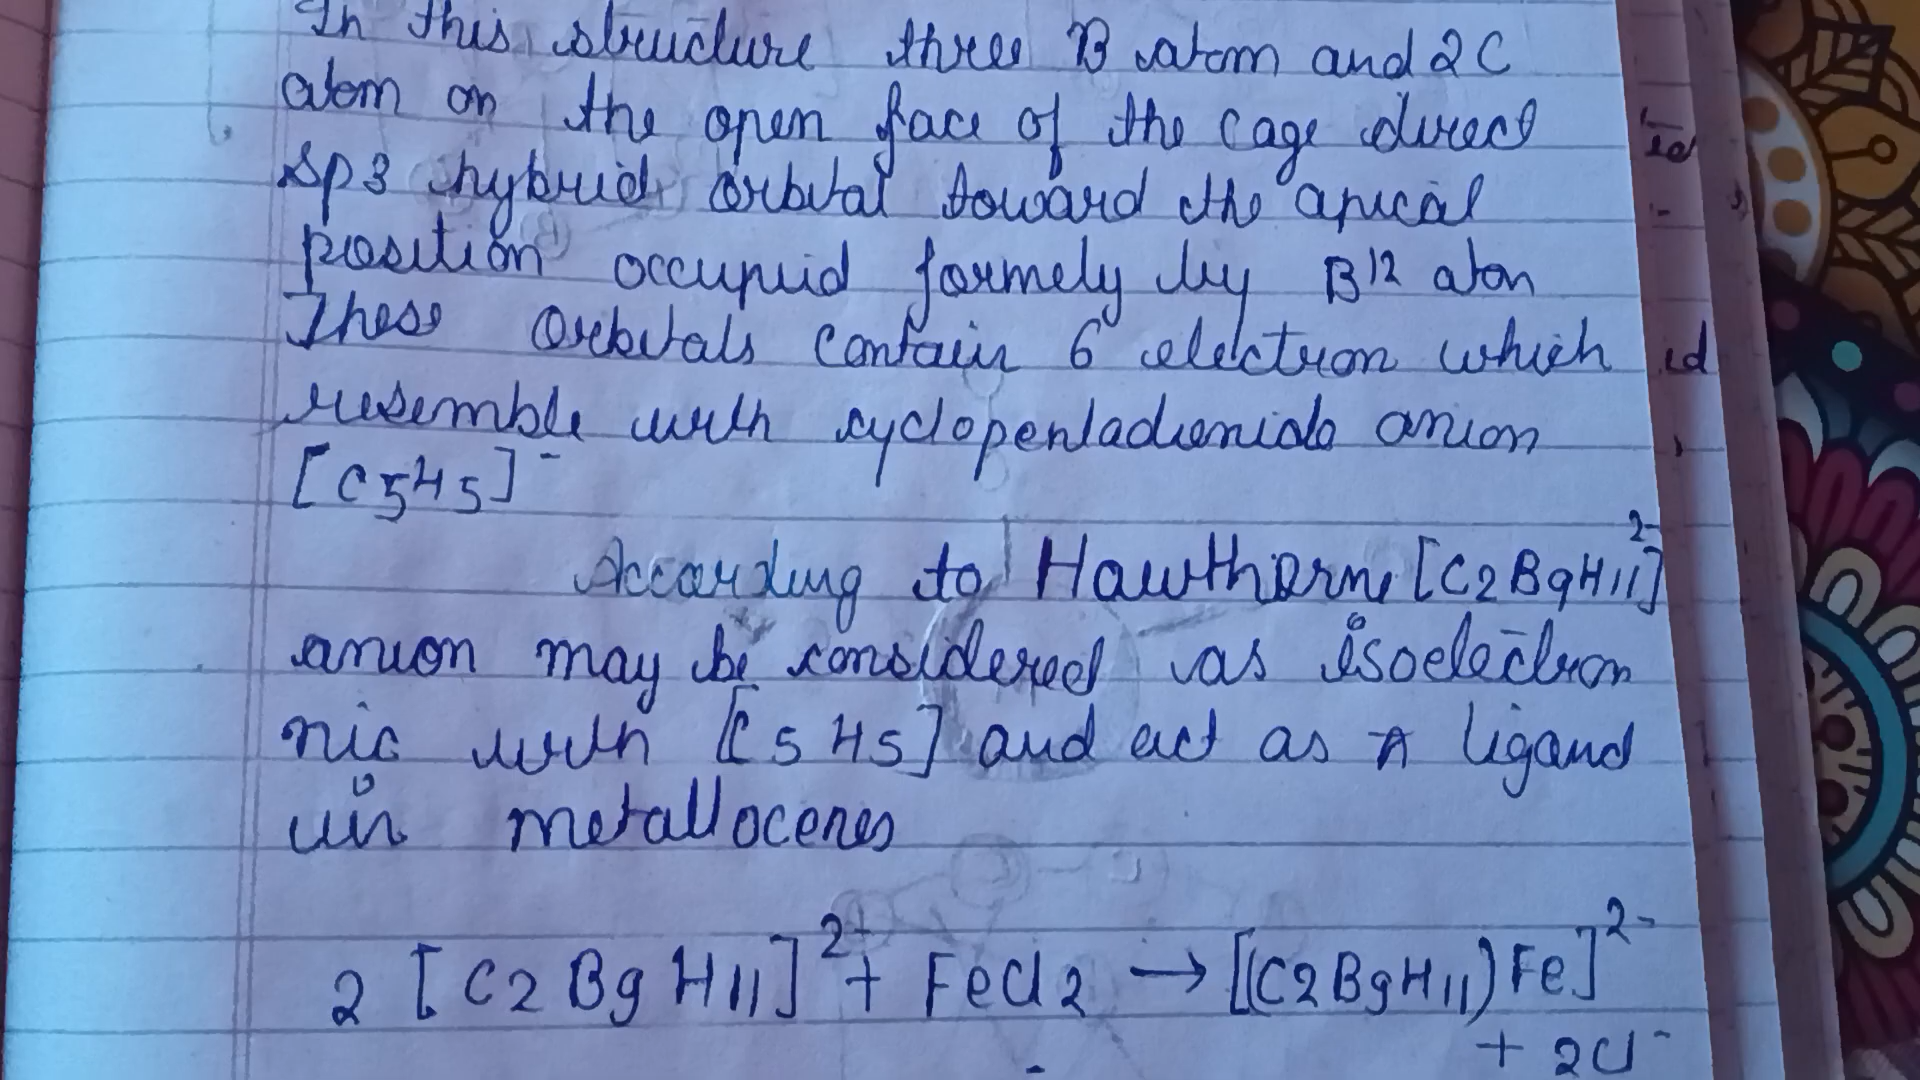 In this structure three B atom and 2C
atom on the open face of the cage direct
sp3 hybrid orbital toward the apical
position occupied formely by B12 atom
These Orbitals contain 6 electron which
resemble with cyclopentadienide anion
[C5H5]-
According to Hawthorne [C2B9H11]2-
anion may be considered as isoelectron
nic with [C5H5] and act as π ligand
in metallocenes
2 [C2B9H11]2- + FeCl2 → [(C2B9H11)Fe]2-
+ 2Cl-